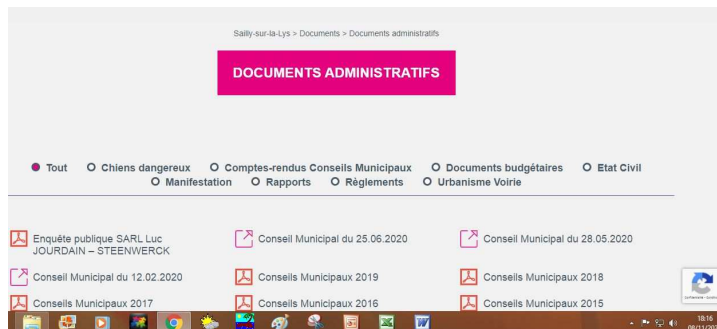 Sailly-sur-la-Lys > Documents > Documents administratifs
DOCUMENTS ADMINISTRATIFS
Tout Chiens dangereux Comptes-rendus Conseils Municipaux Documents budgétaires Etat Civil
Manifestation Rapports Règlements Urbanisme Voirie
Enquête publique SARL Luc
JOURDAIN – STEENWERCK
Conseil Municipal du 25.06.2020
Conseil Municipal du 28.05.2020
Conseil Municipal du 12.02.2020
Conseils Municipaux 2019
Conseils Municipaux 2018
Conseils Municipaux 2017
Conseils Municipaux 2016
Conseils Municipaux 2015
18:16